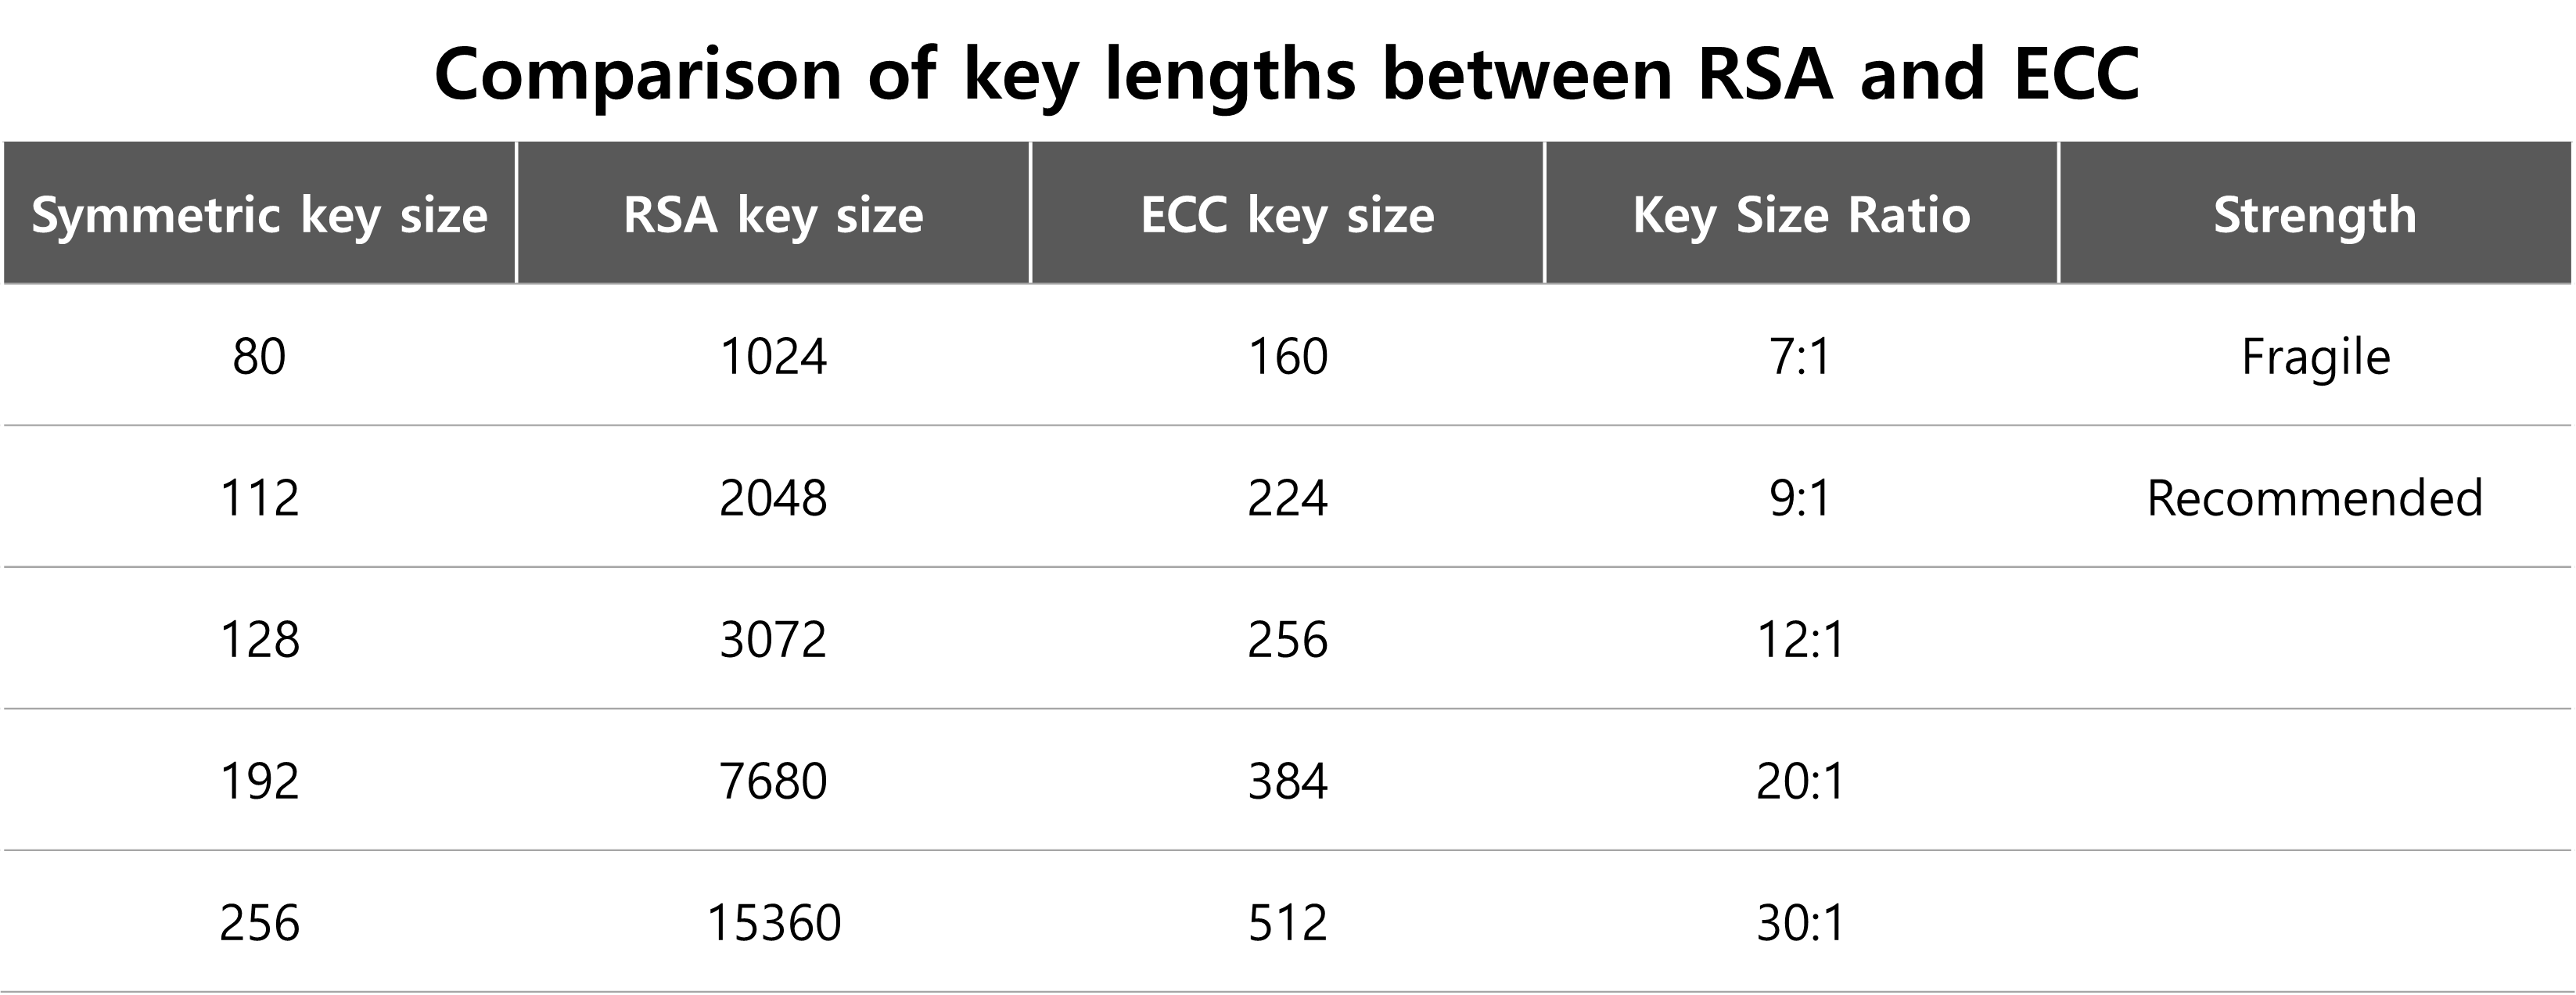 Comparison of key lengths between RSA and ECC
Symmetric key size RSA key size ECC key size Key Size Ratio Strength
80 1024 160 7:1 Fragile
112 2048 224 9:1 Recommended
128 3072 256 12:1
192 7680 384 20:1
256 15360 512 30:1